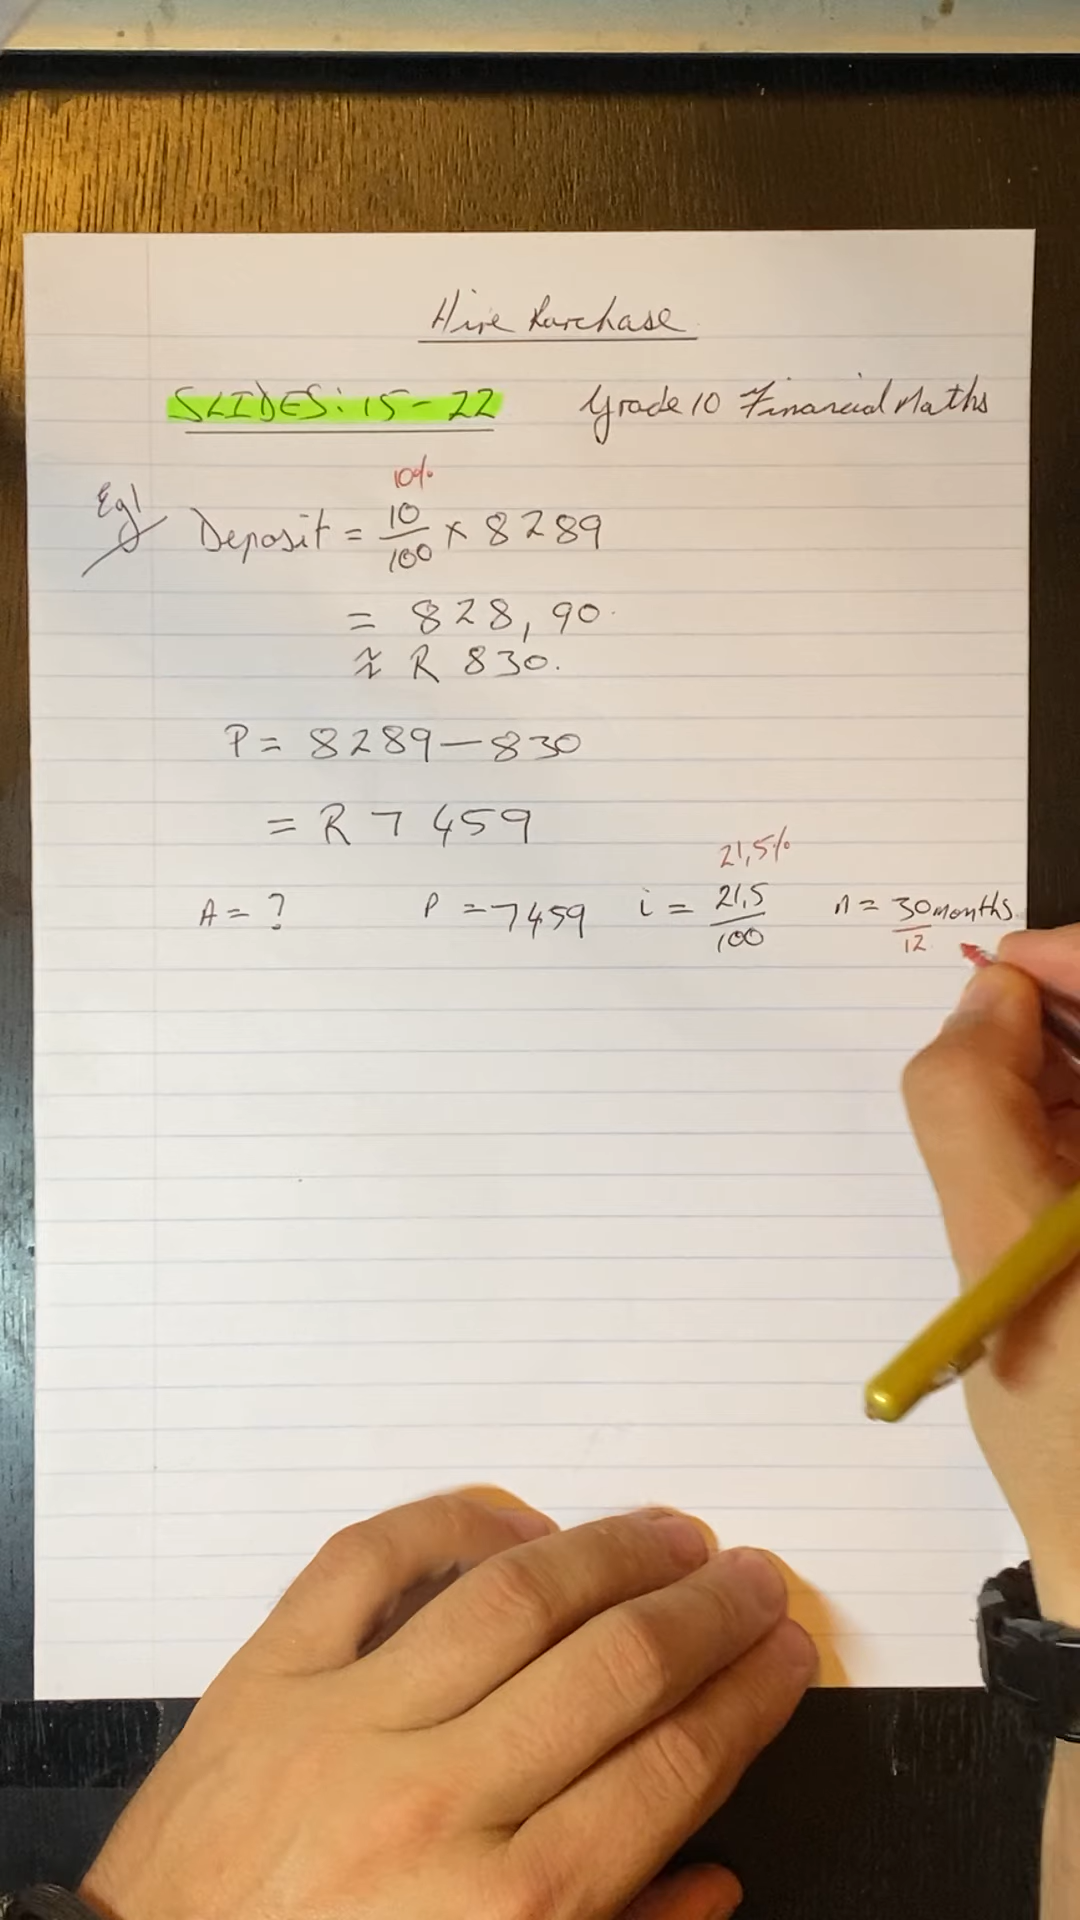 Hire Purchase
SLIDES: 15-22 Grade 10 Financial Maths
10%
Eg1 Deposit = 10/100 × 8289
= 828,90
≈ R 830.
P = 8289 - 830
= R 7 459
21,5%
A = ? P = 7459 i = 21,5/100 n = 30 months/12